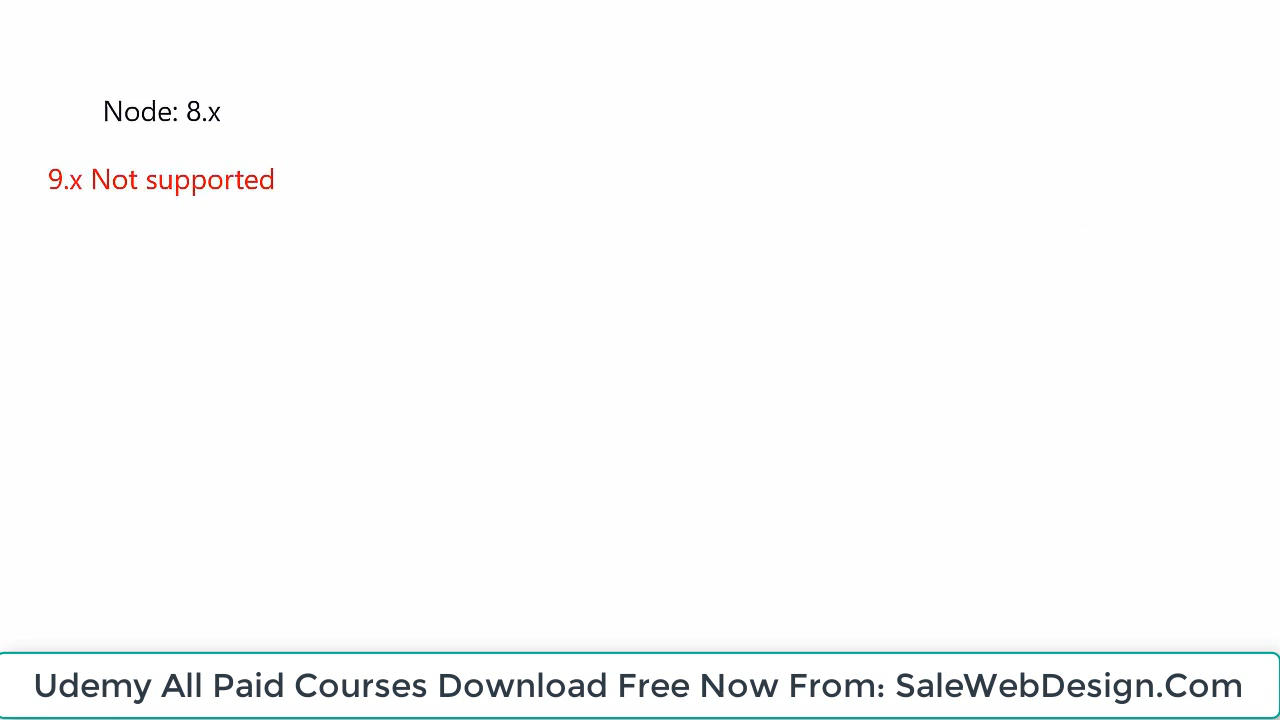 Node: 8.x
9.x Not supported
Udemy All Paid Courses Download Free Now From: SaleWebDesign.Com